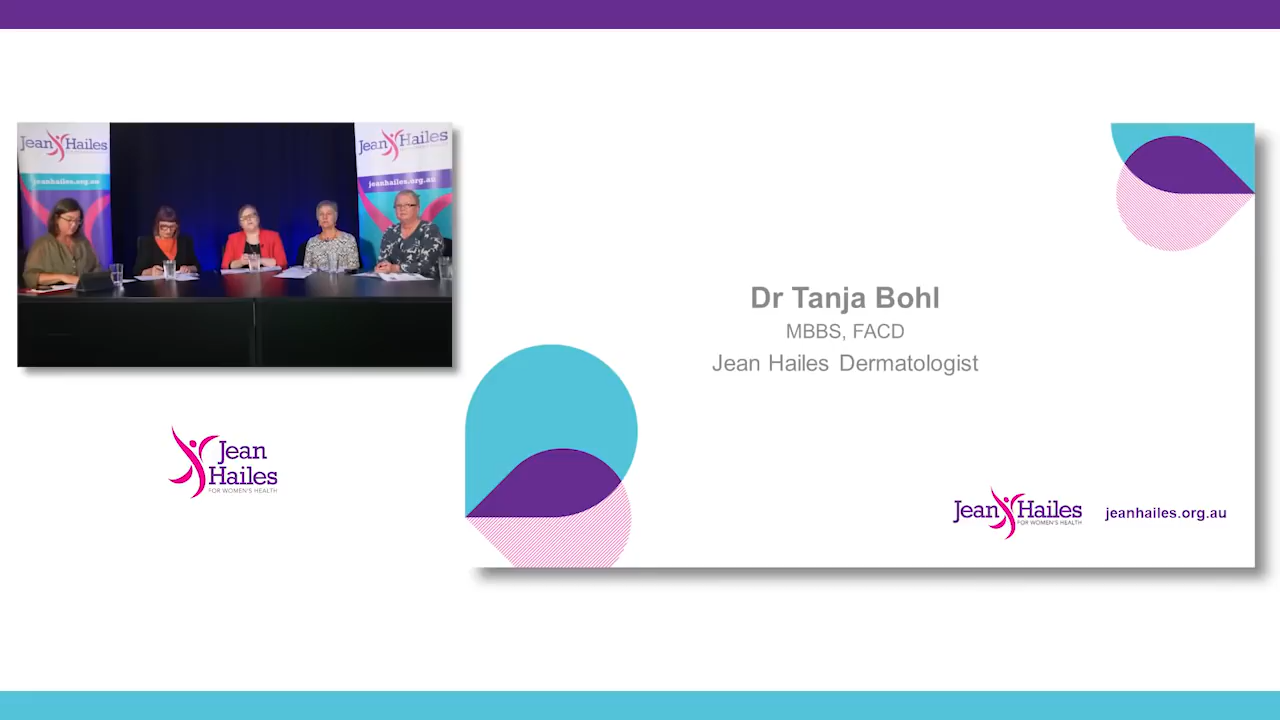 Jean Hailes
jeanhailes.org.au
Jean Hailes
jeanhailes.org.au
Jean
Hailes
FOR WOMEN'S HEALTH
Dr Tanja Bohl
MBBS, FACD
Jean Hailes Dermatologist
Jean Hailes
FOR WOMEN'S HEALTH
jeanhailes.org.au